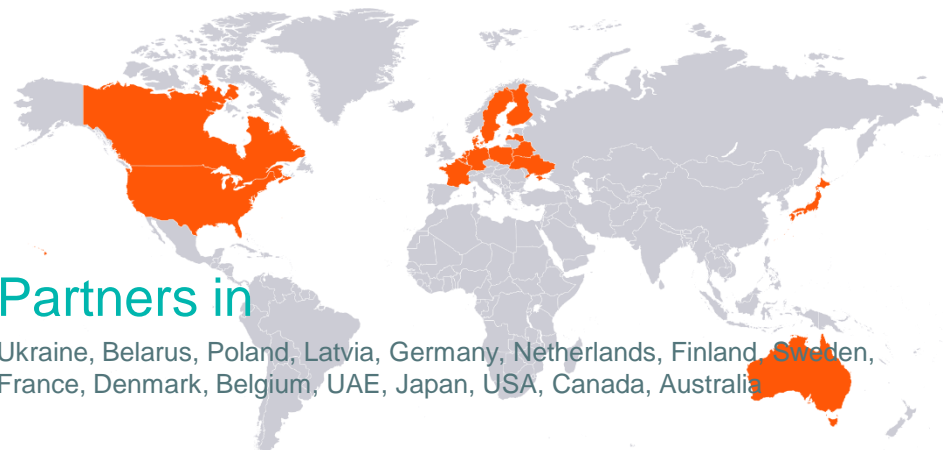 Partners in
Ukraine, Belarus, Poland, Latvia, Germany, Netherlands, Finland, Sweden,
France, Denmark, Belgium, UAE, Japan, USA, Canada, Australia